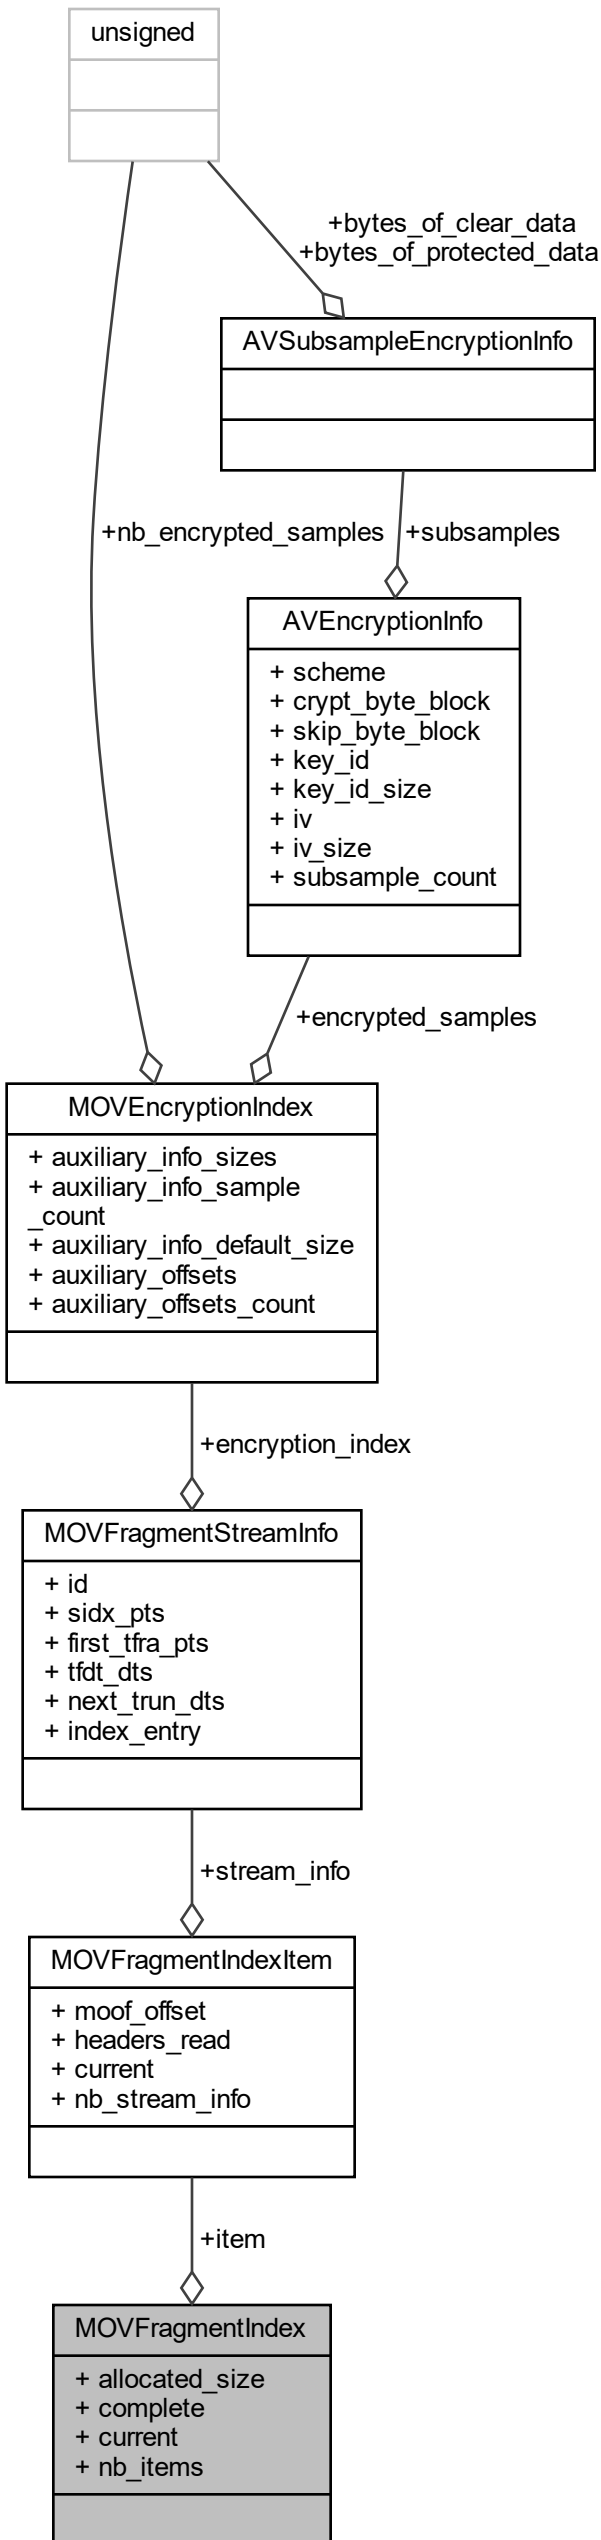 unsigned
+bytes_of_clear_data
+bytes_of_protected_data
AVSubsampleEncryptionInfo
+nb_encrypted_samples
+subsamples
AVEncryptionInfo
+ scheme
+ crypt_byte_block
+ skip_byte_block
+ key_id
+ key_id_size
+ iv
+ iv_size
+ subsample_count
+encrypted_samples
MOVEncryptionIndex
+ auxiliary_info_sizes
+ auxiliary_info_sample
_count
+ auxiliary_info_default_size
+ auxiliary_offsets
+ auxiliary_offsets_count
+encryption_index
MOVFragmentStreamInfo
+ id
+ sidx_pts
+ first_tfra_pts
+ tfdt_dts
+ next_trun_dts
+ index_entry
+stream_info
MOVFragmentIndexItem
+ moof_offset
+ headers_read
+ current
+ nb_stream_info
+item
MOVFragmentIndex
+ allocated_size
+ complete
+ current
+ nb_items